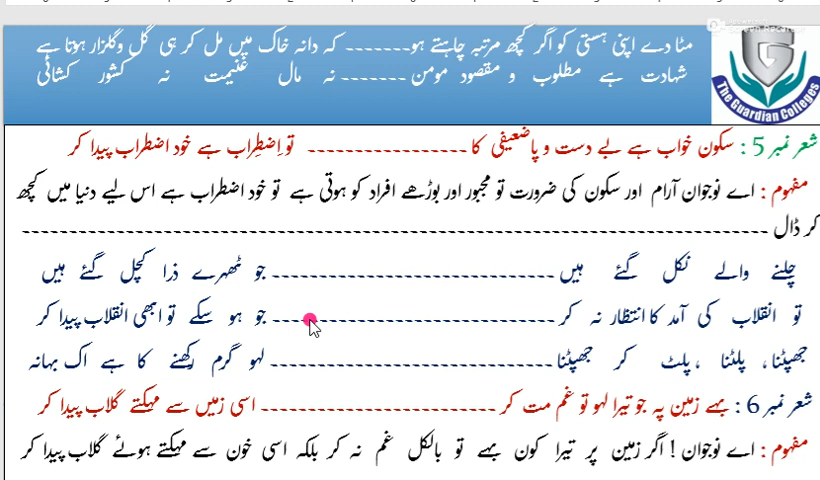 مٹا دے اپنی ہستی کو اگر کچھ مرتبہ چاہتے ہو------- کہ دانہ خاک میں مل کر ہی گل وگلزار ہوتا ہے
شہادت ہے مطلوب و مقصود مومن ------- نہ مال غنیمت نہ کشور کشائی
The Guardian Colleges
شعر نمبر 5: سکون خواب ہے بے دست و پا ضعیفی کا ----------------- تو اِضطِراب ہے خود اضطراب پیدا کر
مفہوم: اے نوجوان آرام اور سکون کی ضرورت تو مجبور اور بوڑھے افراد کو ہوتی ہے تو خود اضطراب ہے اس لیے دنیا میں کچھ
کر ڈال --------------------------------------------------
چلنے والے نکل گئے ہیں ------------------------------ جو ٹھہرے ذرا کچل گئے ہیں
تو انقلاب کی آمد کا انتظار نہ کر ------------------------------ جو ہو سکے تو ابھی انقلاب پیدا کر
جھپٹنا، پلٹنا، پلٹ کر جھپٹنا ------------------------------ لہو گرم رکھنے کا ہے اک بہانہ
شعر نمبر 6: بہے زمین پہ جو تیرا لہو تو غم مت کر ------------------------- اسی زمیں سے مہکتے گلاب پیدا کر
مفہوم: اے نوجوان! اگر زمین پر تیرا کون بہے تو بالکل غم نہ کر بلکہ اسی خون سے مہکتے ہوئے گلاب پیدا کر